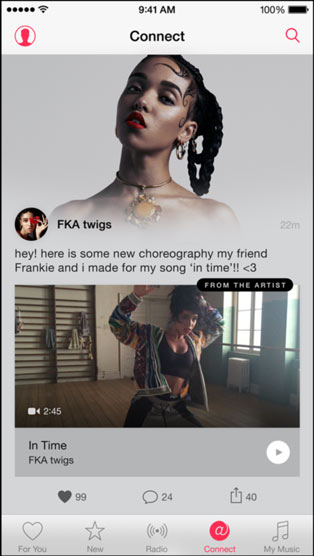 9:41 AM
100%
Connect
FKA twigs
22m
hey! here is some new choreography my friend
Frankie and i made for my song ‘in time’!! <3
FROM THE ARTIST
2:45
In Time
FKA twigs
99
24
40
For You
New
Radio
@
Connect
My Music